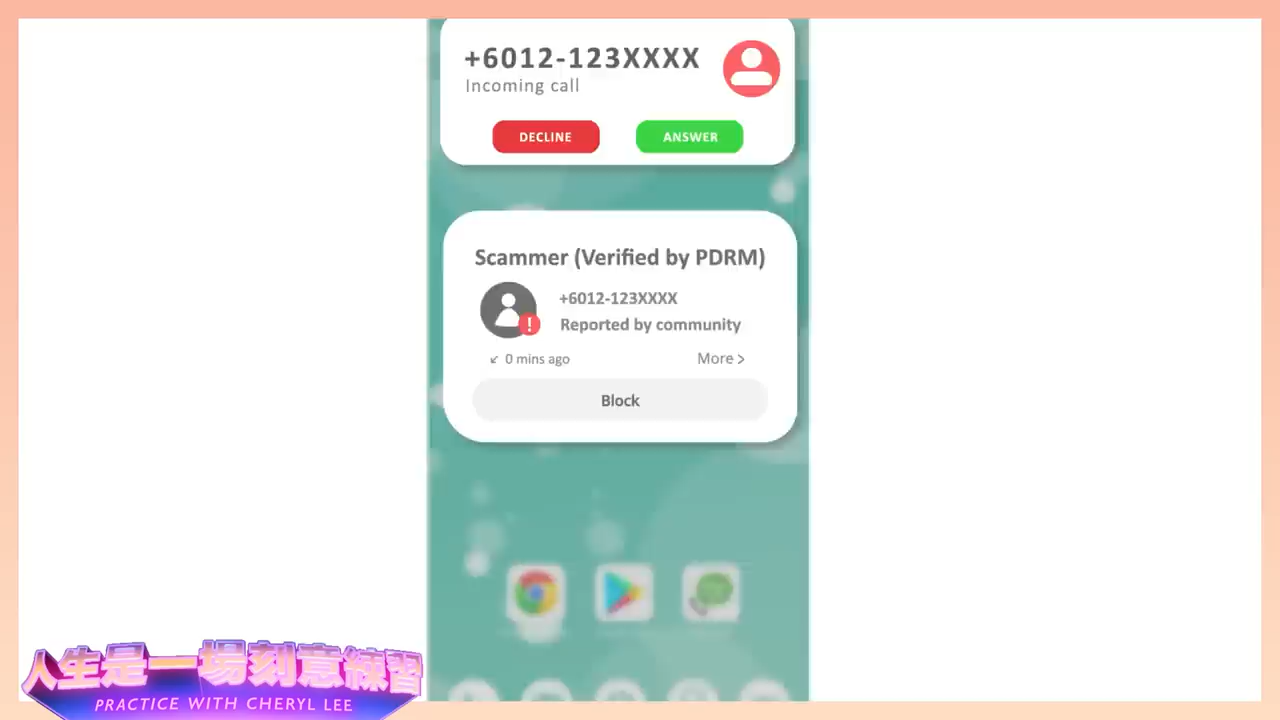 +6012-123XXXX
Incoming call
DECLINE
ANSWER
Scammer (Verified by PDRM)
+6012-123XXXX
Reported by community
↙ 0 mins ago
More >
Block
人生是一場刻意練習
PRACTICE WITH CHERYL LEE